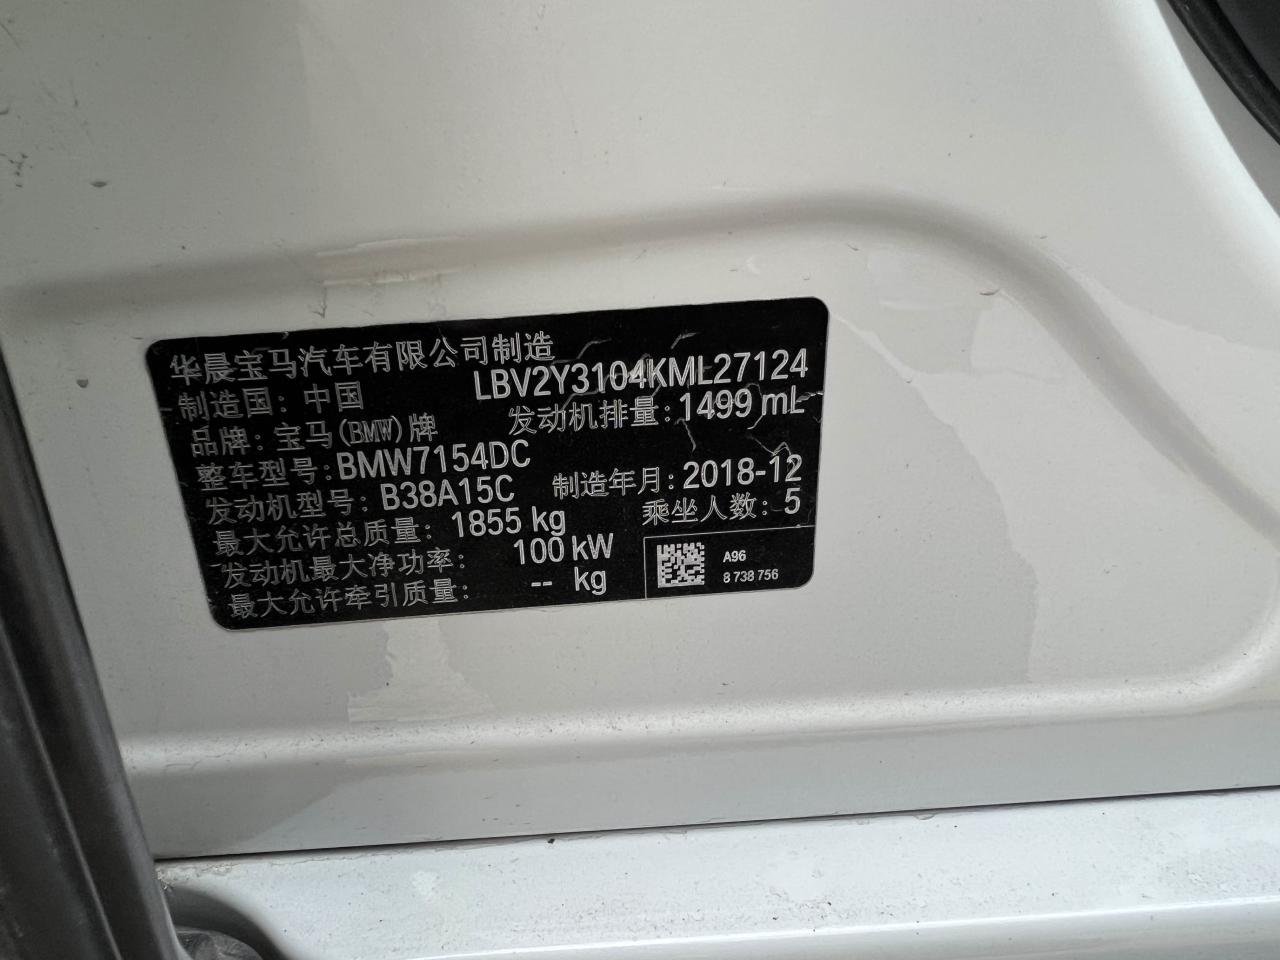 华晨宝马汽车有限公司制造
制造国：中国 LBV2Y3104KML27124
品牌：宝马(BMW)牌 发动机排量：1499 mL
整车型号：BMW7154DC
发动机型号：B38A15C 制造年月：2018-12
最大允许总质量：1855 kg 乘坐人数：5
发动机最大净功率：100 kW
最大允许牵引质量：-- kg
A96
8 738 756